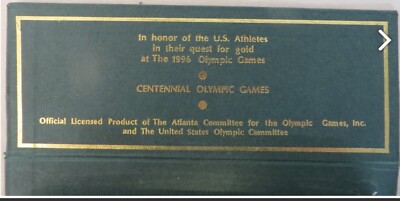 In honor of the U.S. Athletes
in their quest for gold
at The 1996 Olympic Games
CENTENNIAL OLYMPIC GAMES
Official Licensed Product of The Atlanta Committee for the Olympic Games, Inc.
and The United States Olympic Committee